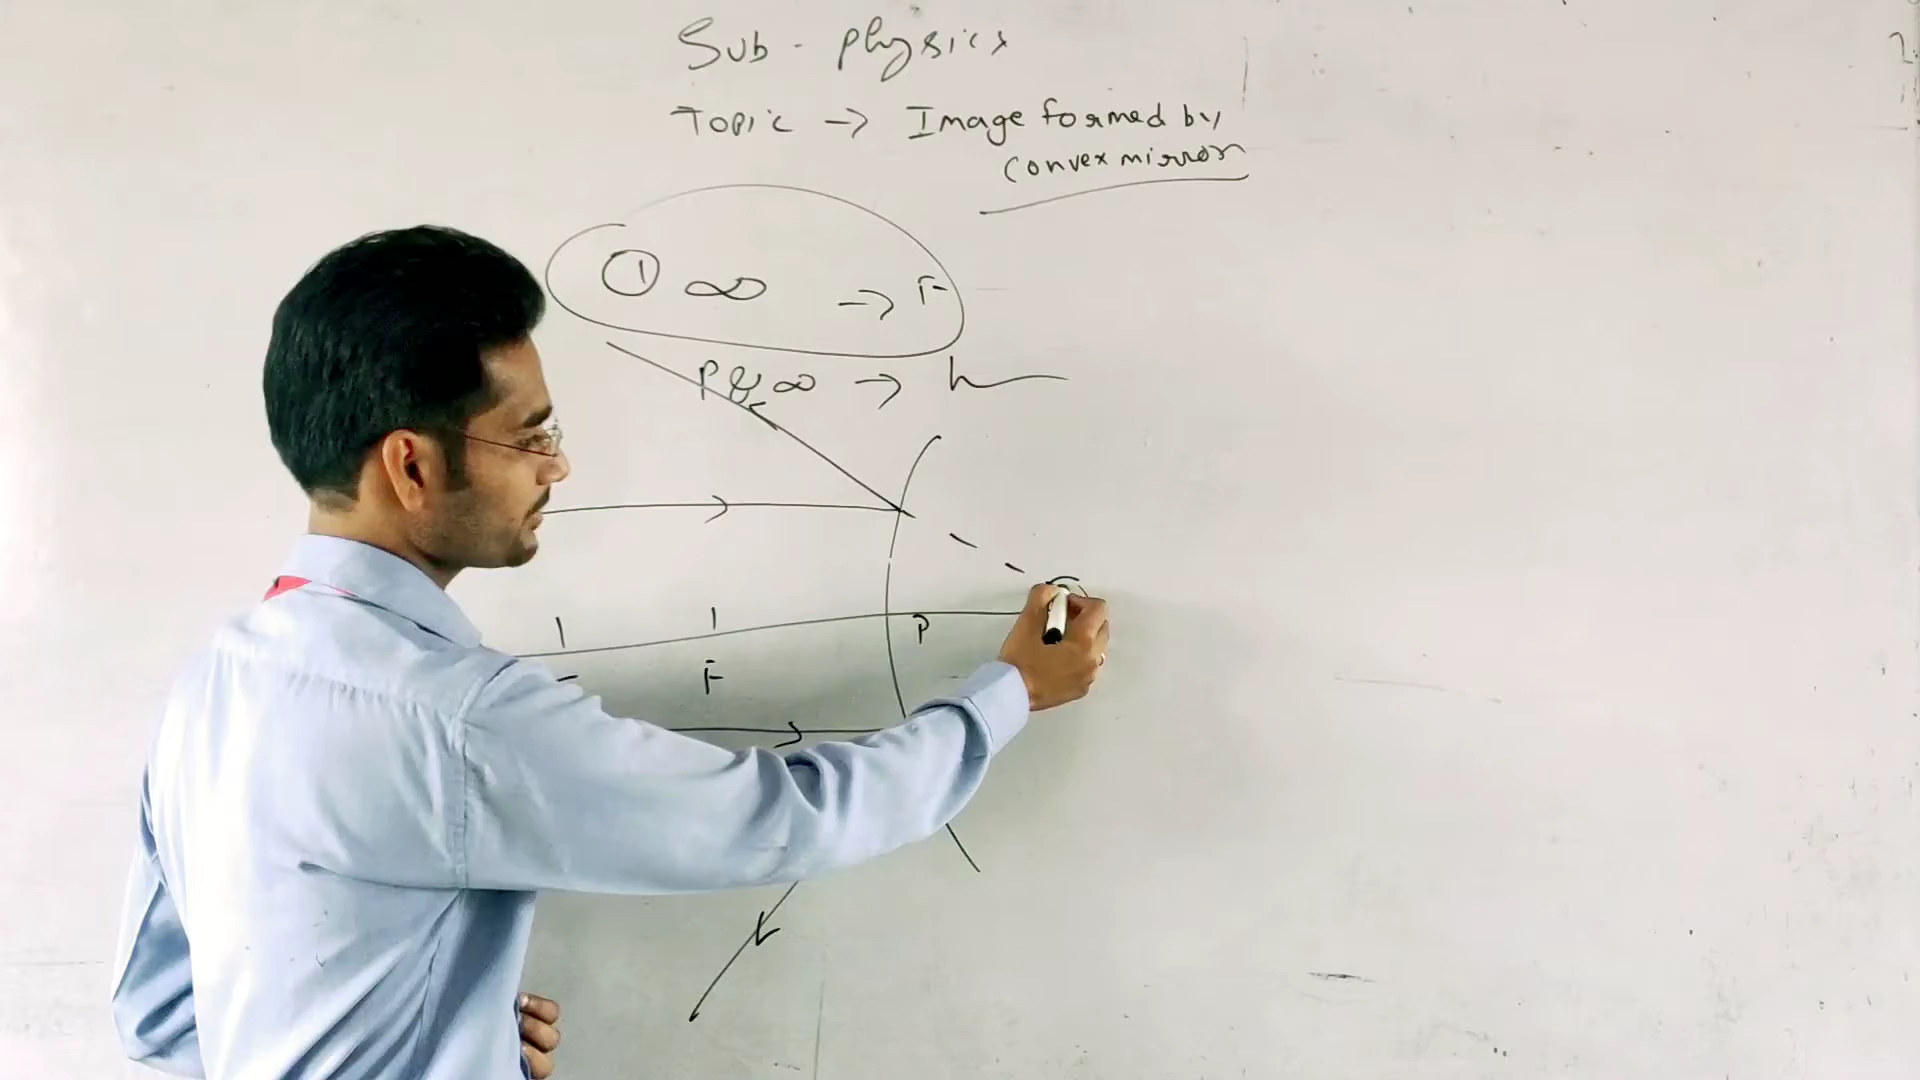 Sub - Physics
Topic → Image formed by
convex mirror
① ∞ → F
P & ∞ →
P
F